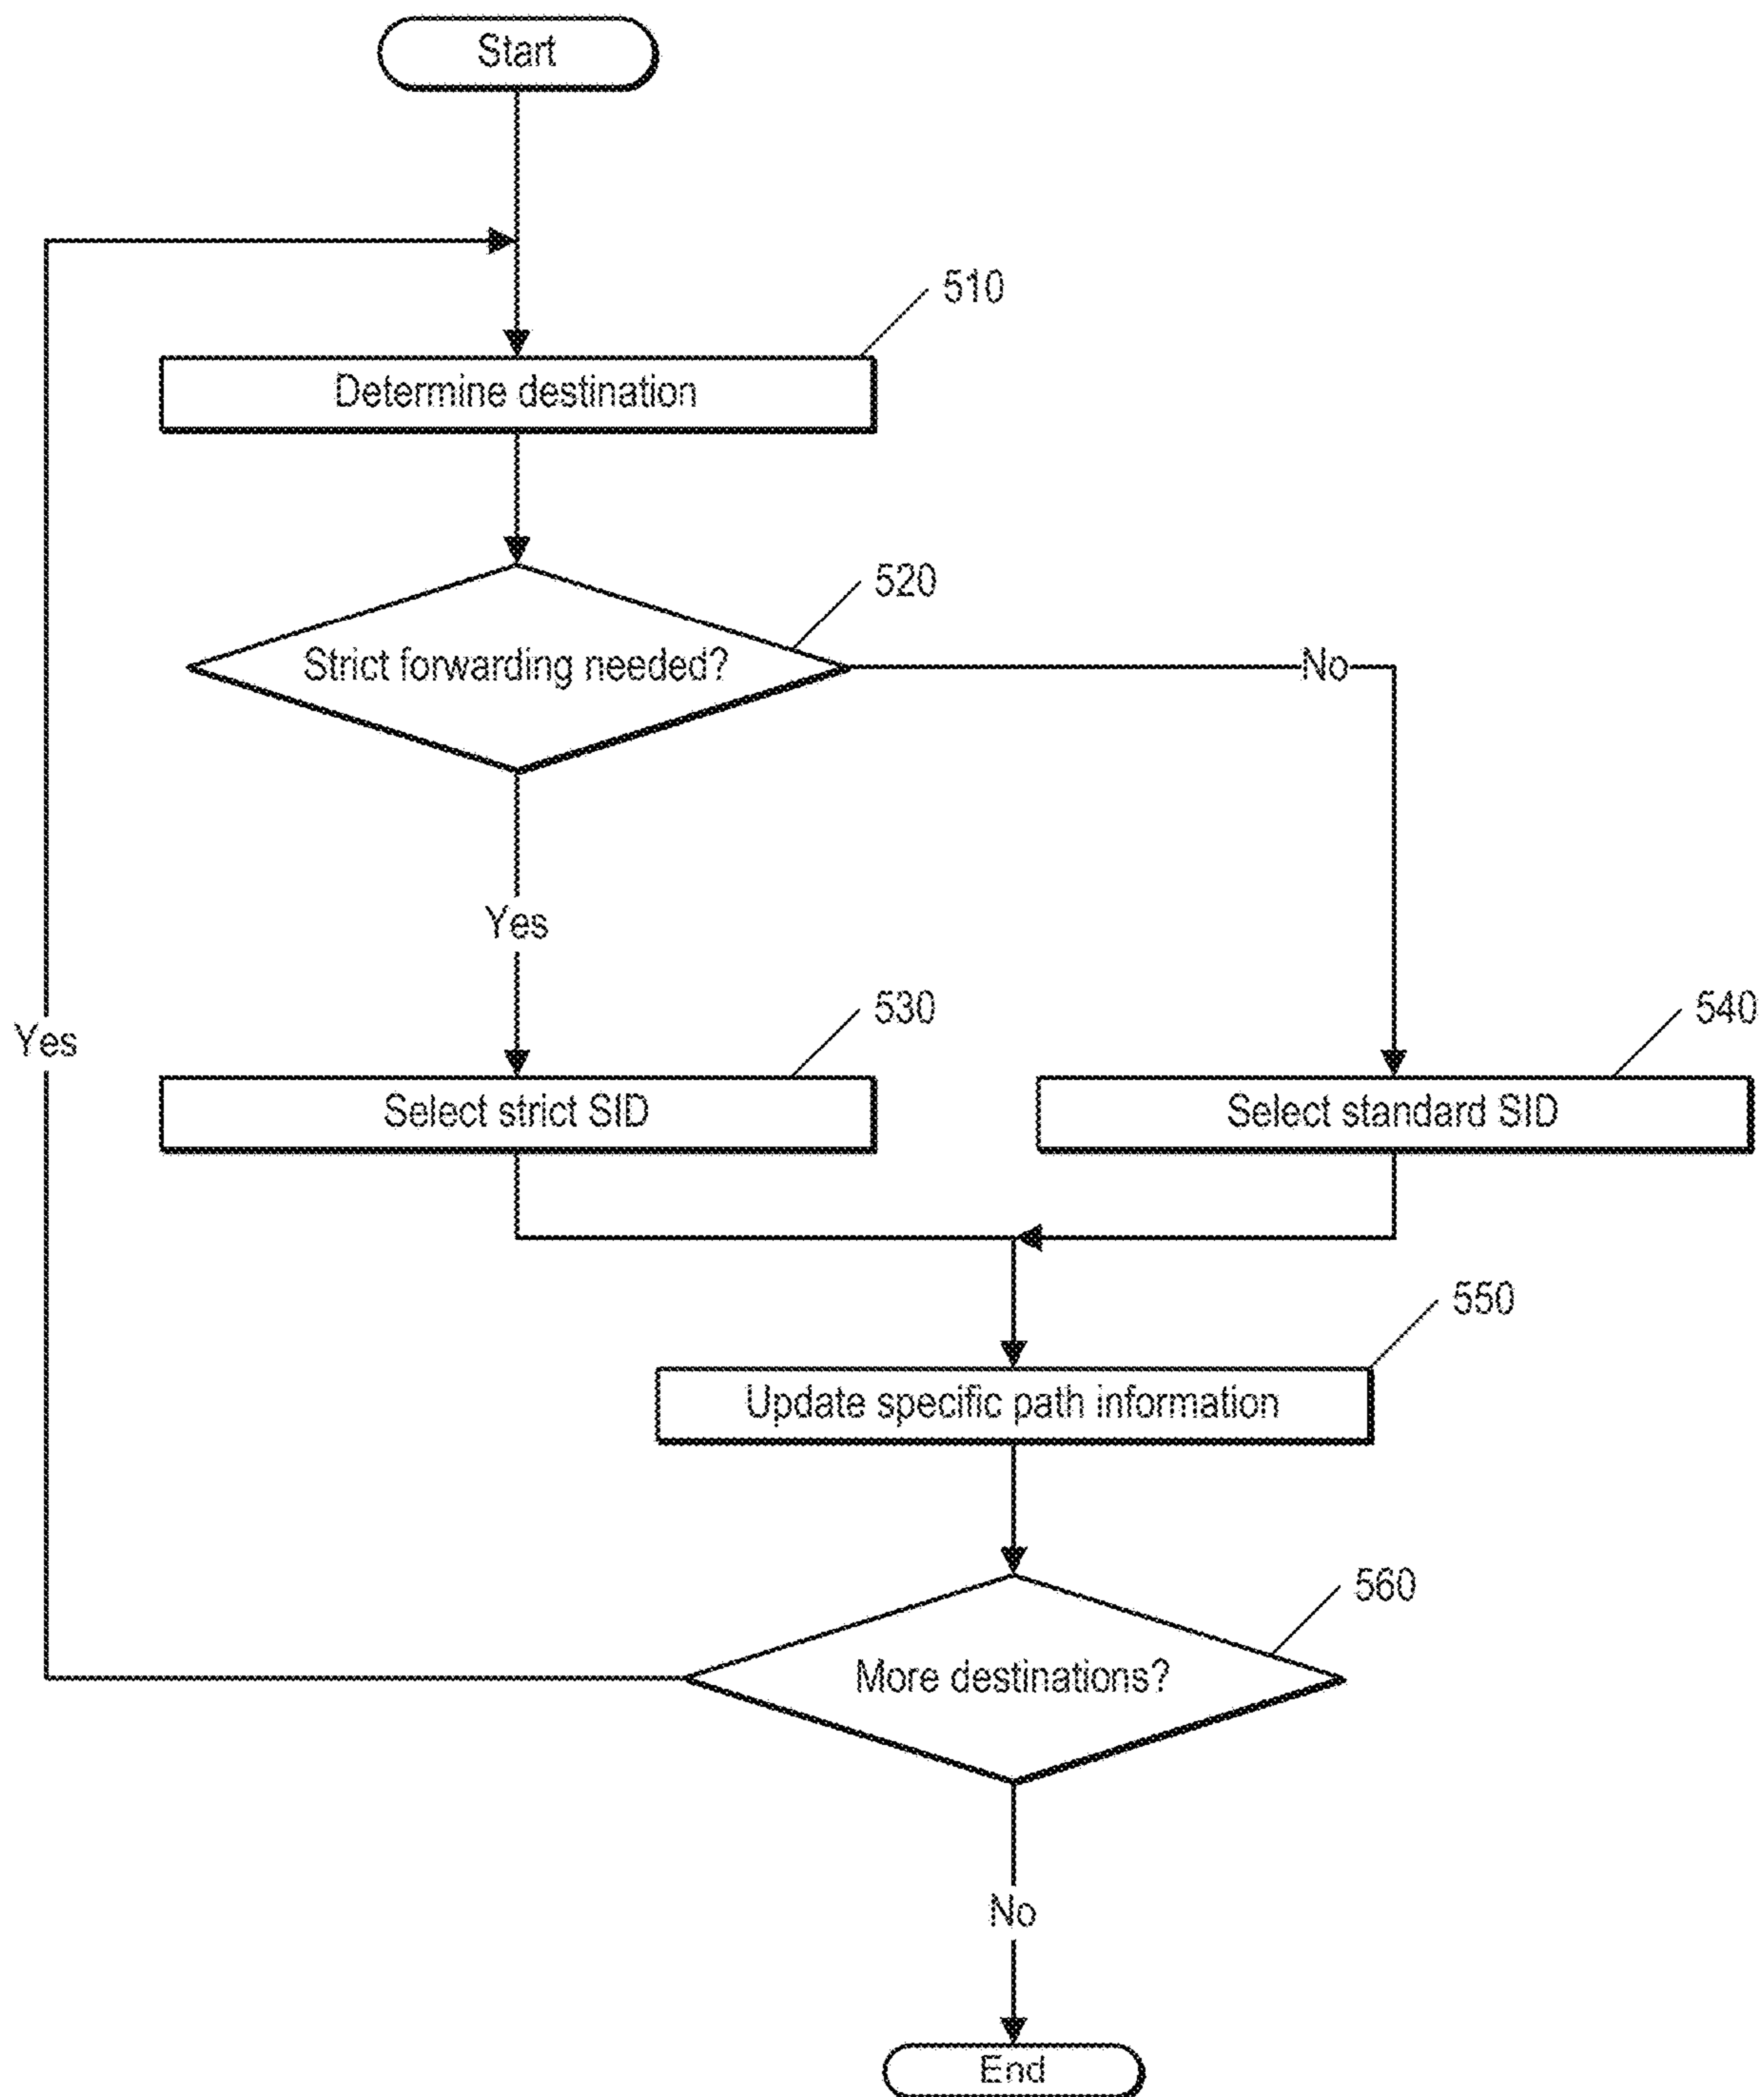 Start
510
Determine destination
520
Strict forwarding needed?
No
Yes
530
540
Yes
Select strict SID
Select standard SID
550
Update specific path information
560
More destinations?
No
End